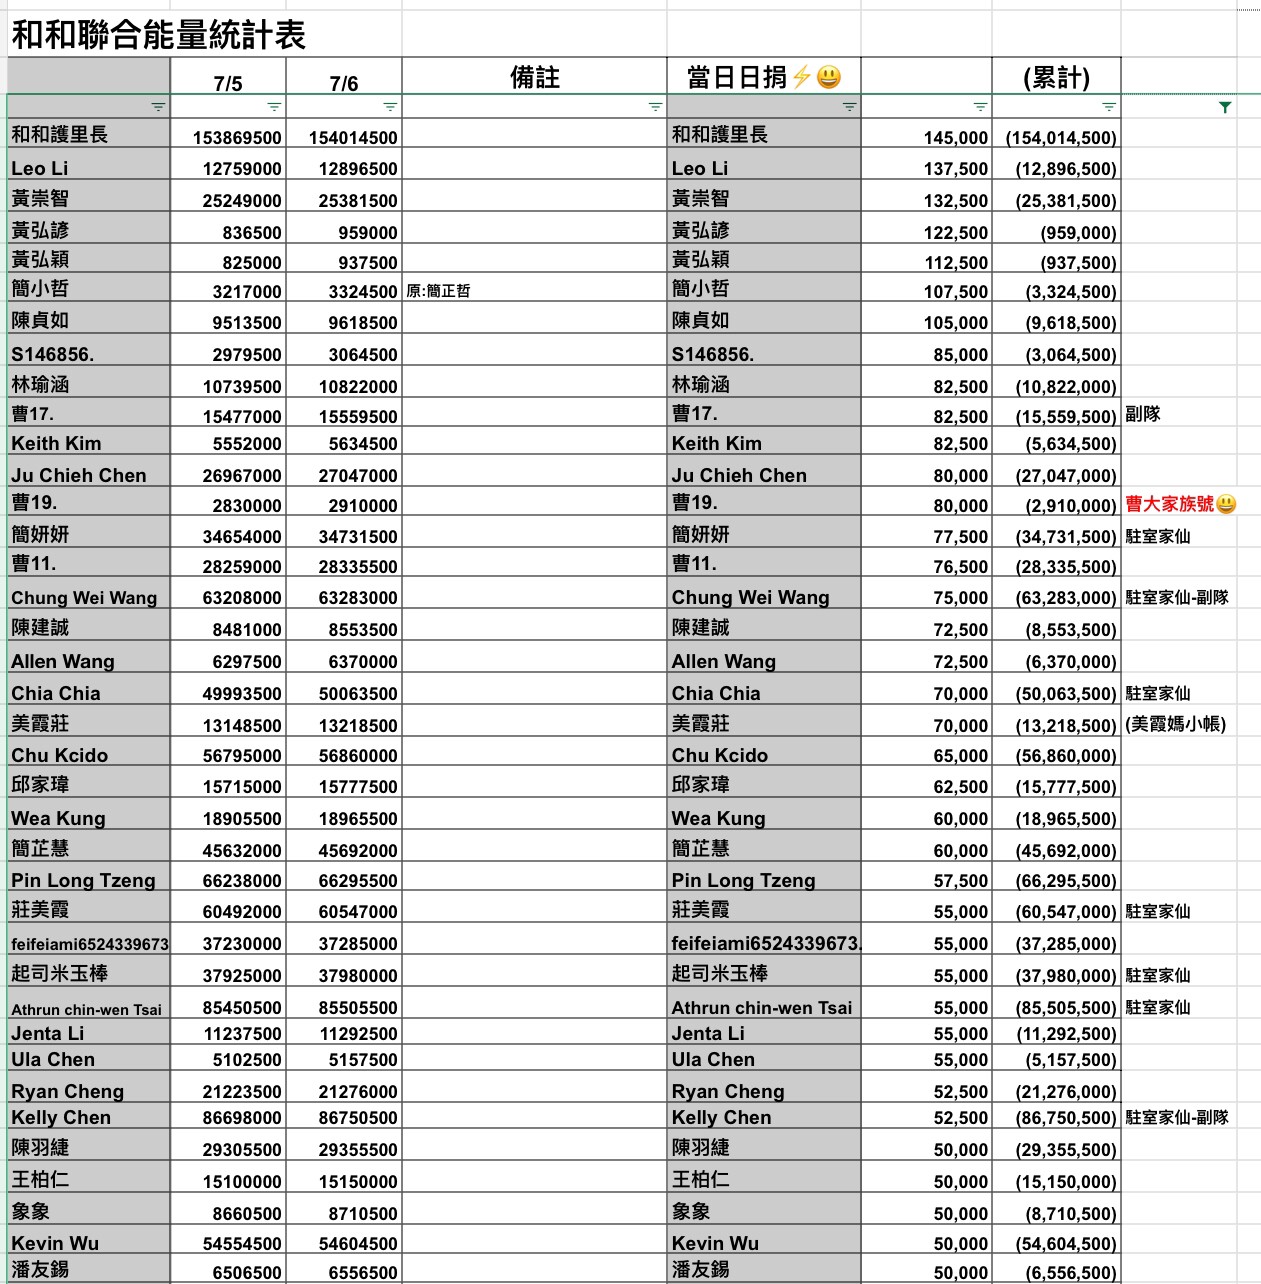 和和聯合能量統計表
7/5 7/6 備註 當日日捐⚡😃 (累計)
和和護里長 153869500 154014500 和和護里長 145,000 (154,014,500)
Leo Li 12759000 12896500 Leo Li 137,500 (12,896,500)
黃崇智 25249000 25381500 黃崇智 132,500 (25,381,500)
黃弘諺 836500 959000 黃弘諺 122,500 (959,000)
黃弘穎 825000 937500 黃弘穎 112,500 (937,500)
簡小哲 3217000 3324500 原:簡正哲 簡小哲 107,500 (3,324,500)
陳貞如 9513500 9618500 陳貞如 105,000 (9,618,500)
S146856. 2979500 3064500 S146856. 85,000 (3,064,500)
林瑜涵 10739500 10822000 林瑜涵 82,500 (10,822,000)
曹17. 15477000 15559500 曹17. 82,500 (15,559,500) 副隊
Keith Kim 5552000 5634500 Keith Kim 82,500 (5,634,500)
Ju Chieh Chen 26967000 27047000 Ju Chieh Chen 80,000 (27,047,000)
曹19. 2830000 2910000 曹19. 80,000 (2,910,000) 曹大家族號😃
簡妍妍 34654000 34731500 簡妍妍 77,500 (34,731,500) 駐室家仙
曹11. 28259000 28335500 曹11. 76,500 (28,335,500)
Chung Wei Wang 63208000 63283000 Chung Wei Wang 75,000 (63,283,000) 駐室家仙-副隊
陳建誠 8481000 8553500 陳建誠 72,500 (8,553,500)
Allen Wang 6297500 6370000 Allen Wang 72,500 (6,370,000)
Chia Chia 49993500 50063500 Chia Chia 70,000 (50,063,500) 駐室家仙
美霞莊 13148500 13218500 美霞莊 70,000 (13,218,500) (美霞媽小帳)
Chu Kcido 56795000 56860000 Chu Kcido 65,000 (56,860,000)
邱家瑋 15715000 15777500 邱家瑋 62,500 (15,777,500)
Wea Kung 18905500 18965500 Wea Kung 60,000 (18,965,500)
簡芷慧 45632000 45692000 簡芷慧 60,000 (45,692,000)
Pin Long Tzeng 66238000 66295500 Pin Long Tzeng 57,500 (66,295,500)
莊美霞 60492000 60547000 莊美霞 55,000 (60,547,000) 駐室家仙
feifeiami6524339673 37230000 37285000 feifeiami6524339673. 55,000 (37,285,000)
起司米玉棒 37925000 37980000 起司米玉棒 55,000 (37,980,000) 駐室家仙
Athrun chin-wen Tsai 85450500 85505500 Athrun chin-wen Tsai 55,000 (85,505,500) 駐室家仙
Jenta Li 11237500 11292500 Jenta Li 55,000 (11,292,500)
Ula Chen 5102500 5157500 Ula Chen 55,000 (5,157,500)
Ryan Cheng 21223500 21276000 Ryan Cheng 52,500 (21,276,000)
Kelly Chen 86698000 86750500 Kelly Chen 52,500 (86,750,500) 駐室家仙-副隊
陳羽緁 29305500 29355500 陳羽緁 50,000 (29,355,500)
王柏仁 15100000 15150000 王柏仁 50,000 (15,150,000)
象象 8660500 8710500 象象 50,000 (8,710,500)
Kevin Wu 54554500 54604500 Kevin Wu 50,000 (54,604,500)
潘友錫 6506500 6556500 潘友錫 50,000 (6,556,500)